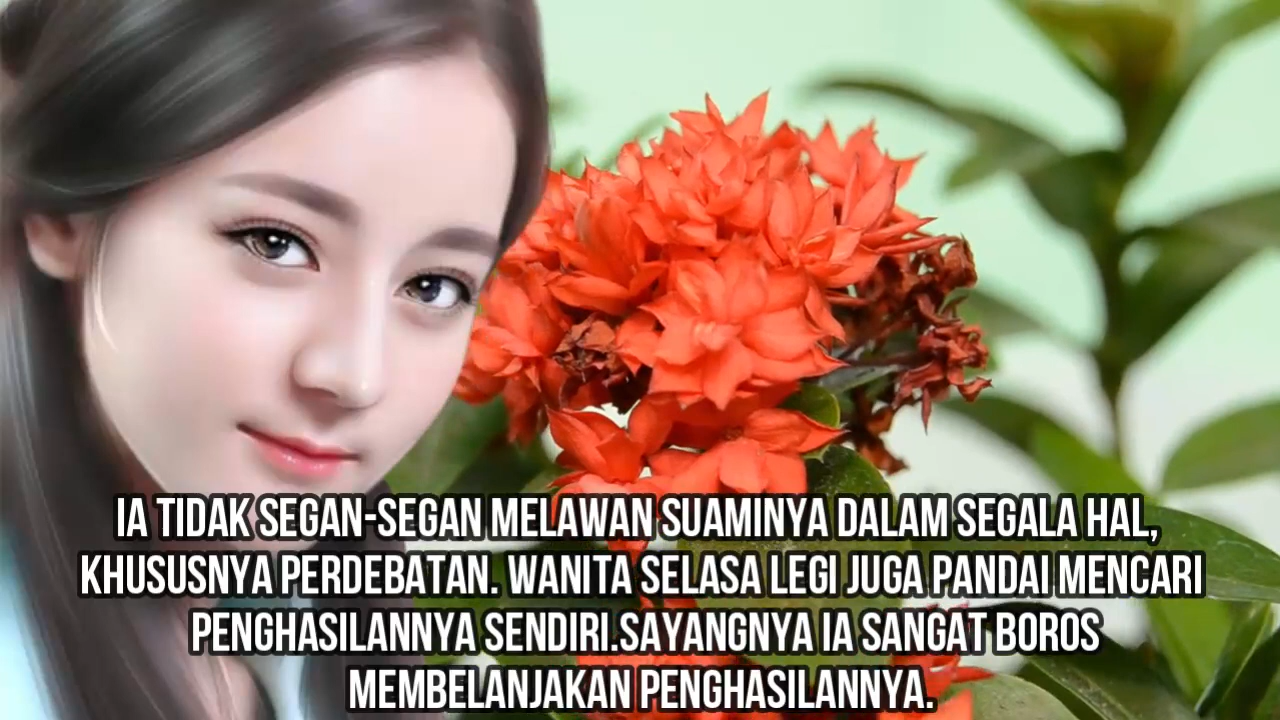 IA TIDAK SEGAN-SEGAN MELAWAN SUAMINYA DALAM SEGALA HAL,
KHUSUSNYA PERDEBATAN. WANITA SELASA LEGI JUGA PANDAI MENCARI
PENGHASILANNYA SENDIRI.SAYANGNYA IA SANGAT BOROS
MEMBELANJAKAN PENGHASILANNYA.